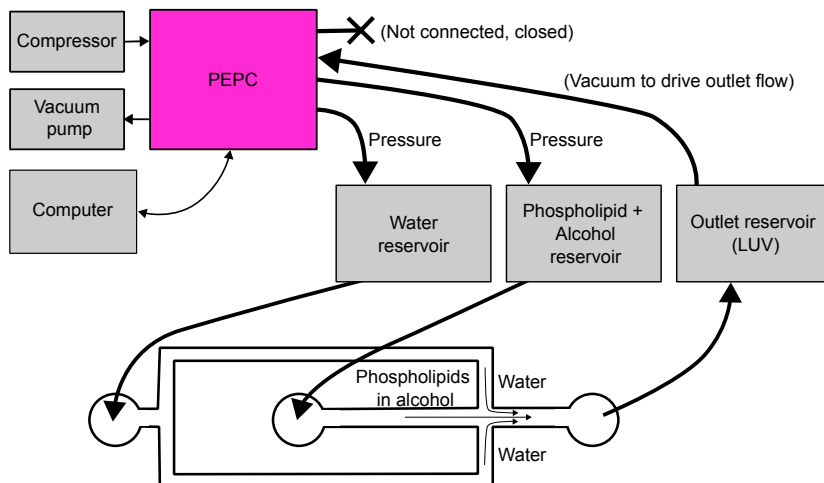 Compressor
PEPC
(Not connected, closed)
(Vacuum to drive outlet flow)
Vacuum
pump
Pressure
Pressure
Computer
Water
reservoir
Phospholipid +
Alcohol
reservoir
Outlet reservoir
(LUV)
Phospholipids
in alcohol
Water
Water